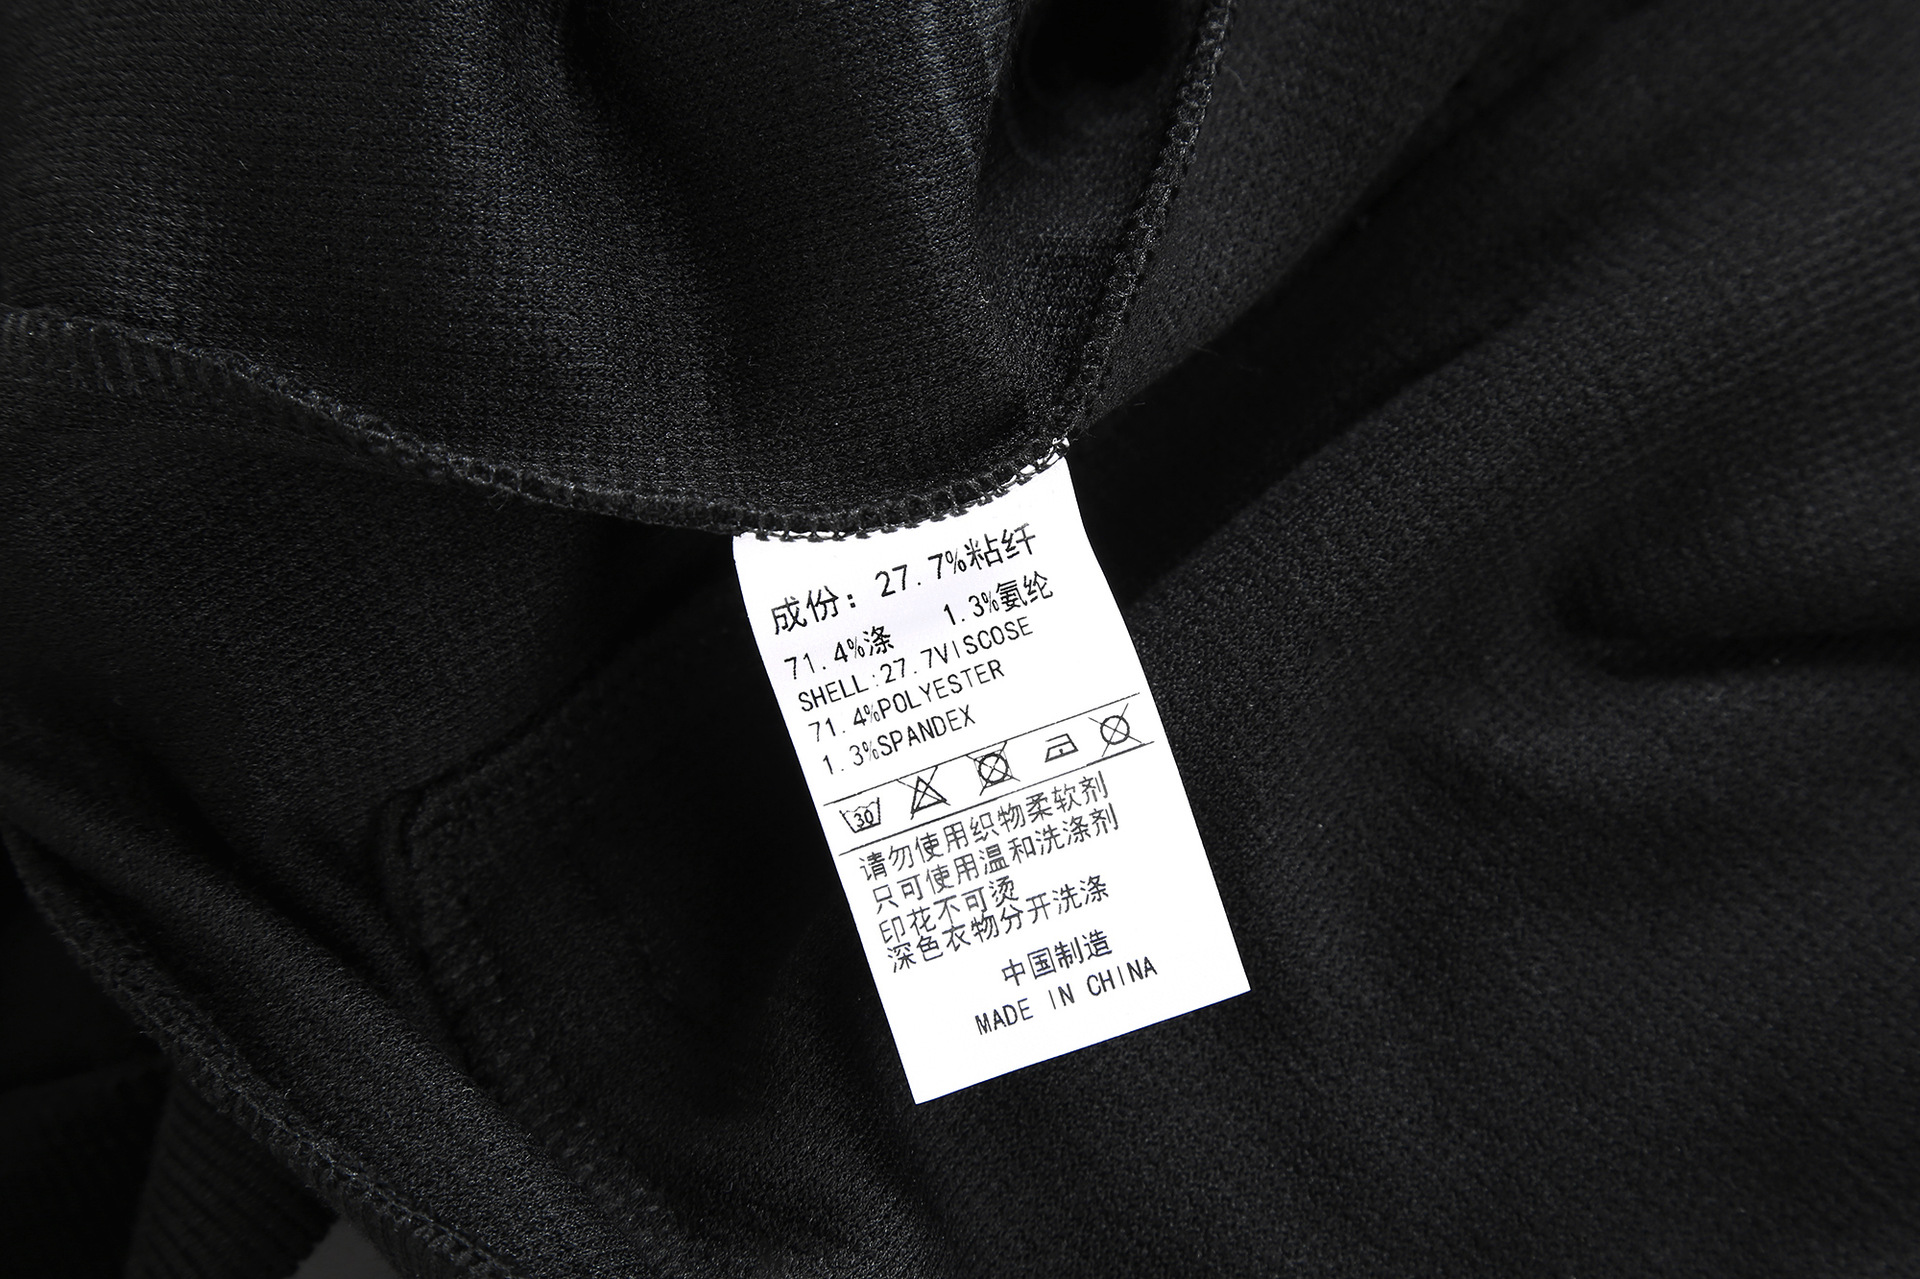 成份：27.7%粘纤
71.4%涤 1.3%氨纶
SHELL:27.7VISCOSE
71.4%POLYESTER
1.3%SPANDEX
30
请勿使用织物柔软剂
只可使用温和洗涤剂
印花不可烫
深色衣物分开洗涤
中国制造
MADE IN CHINA